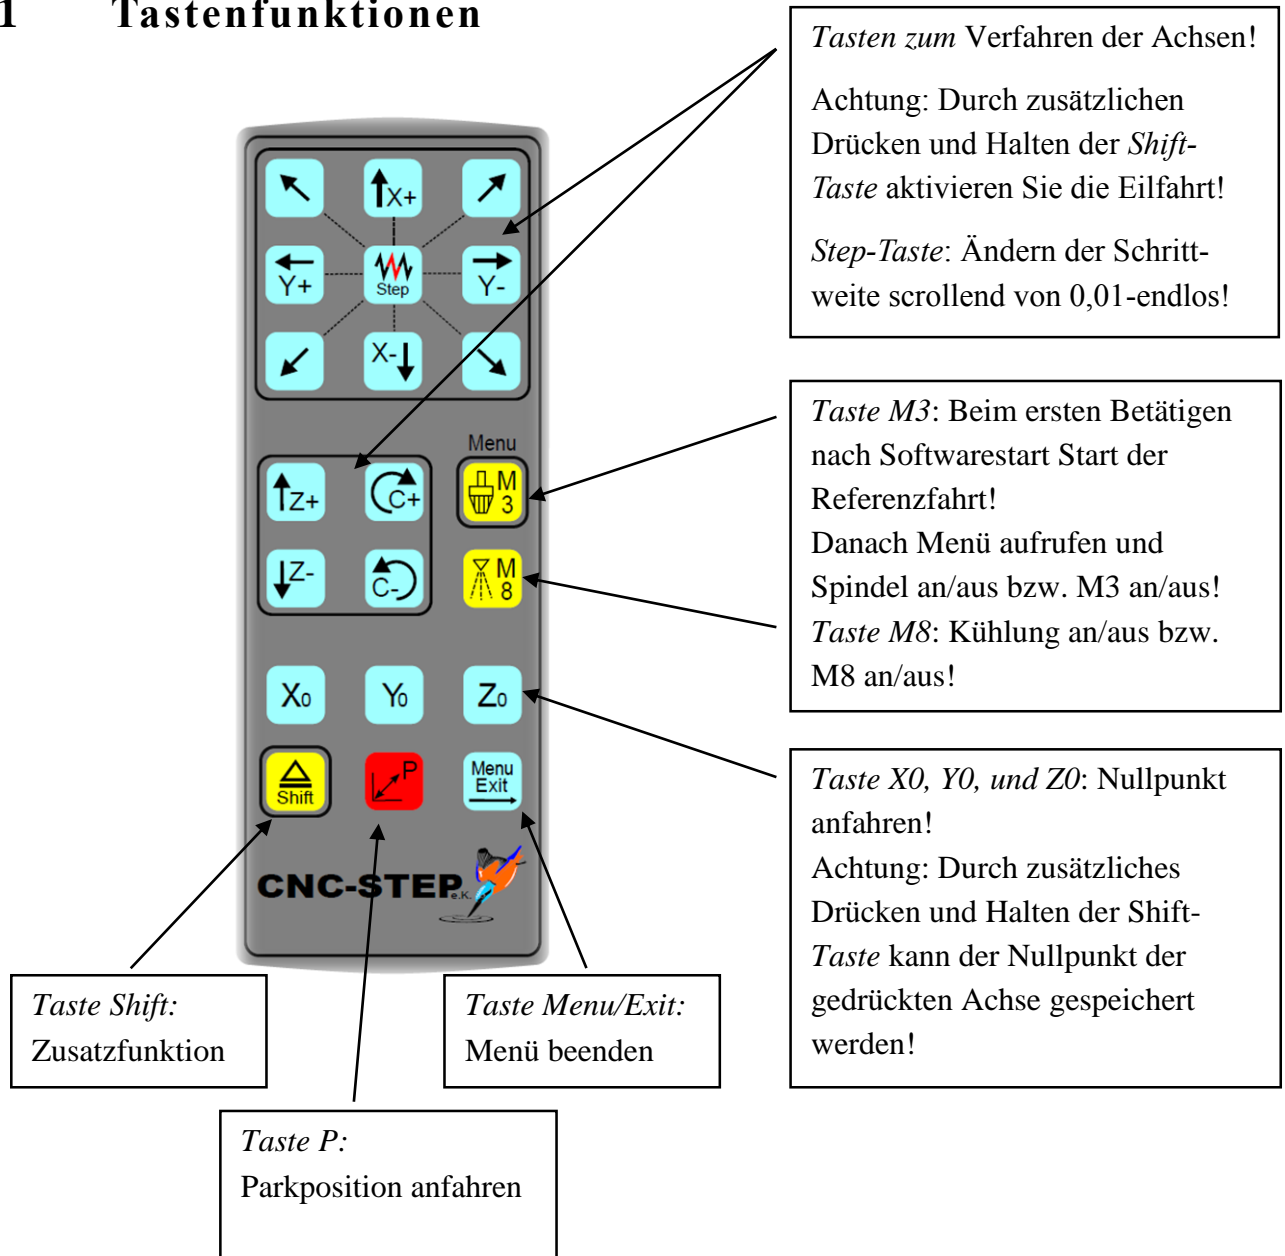 1 Tastenfunktionen
Tasten zum Verfahren der Achsen!
Achtung: Durch zusätzlichen
Drücken und Halten der Shift-
Taste aktivieren Sie die Eilfahrt!
Step-Taste: Ändern der Schritt-
weite scrollend von 0,01-endlos!
X+
Y+
Step
Y-
X-
Taste M3: Beim ersten Betätigen
nach Softwarestart Start der
Referenzfahrt!
Danach Menü aufrufen und
Spindel an/aus bzw. M3 an/aus!
Taste M8: Kühlung an/aus bzw.
M8 an/aus!
Menu
Z+
C+
M
3
Z-
C-
M
8
X0
Y0
Z0
Shift
P
Menu
Exit
CNC-STEP e.K.
Taste X0, Y0, und Z0: Nullpunkt
anfahren!
Achtung: Durch zusätzliches
Drücken und Halten der Shift-
Taste kann der Nullpunkt der
gedrückten Achse gespeichert
werden!
Taste Shift:
Zusatzfunktion
Taste Menu/Exit:
Menü beenden
Taste P:
Parkposition anfahren